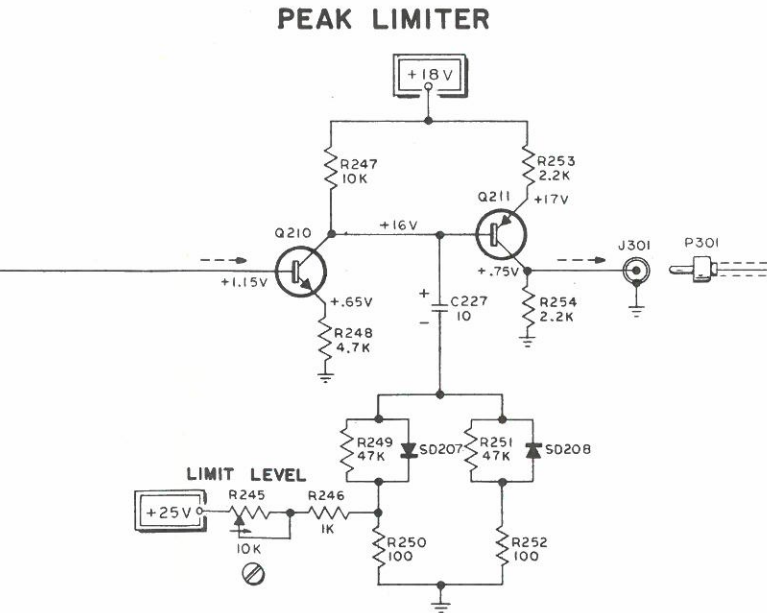 PEAK LIMITER
+18V
R247
10K
R253
2.2K
Q211
+17V
Q210
+16V
J301
P301
+1.15V
+.75V
+.65V
+
C227
10
−
R254
2.2K
R248
4.7K
R249
47K
SD207
R251
47K
SD208
LIMIT LEVEL
R245
R246
+25V
1K
10K
R250
100
R252
100